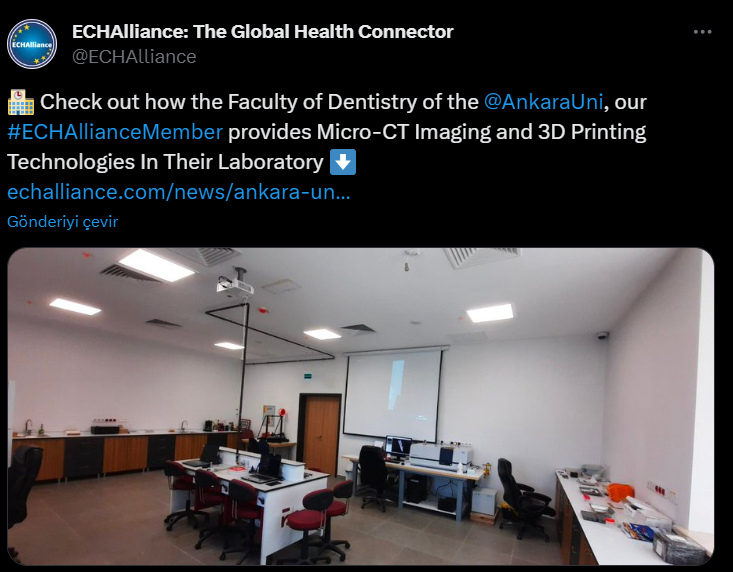 ECHAlliance: The Global Health Connector
@ECHAlliance
ECHAlliance
🏫 Check out how the Faculty of Dentistry of the @AnkaraUni, our
#ECHAllianceMember provides Micro-CT Imaging and 3D Printing
Technologies In Their Laboratory ⬇️
echalliance.com/news/ankara-un…
Gönderiyi çevir